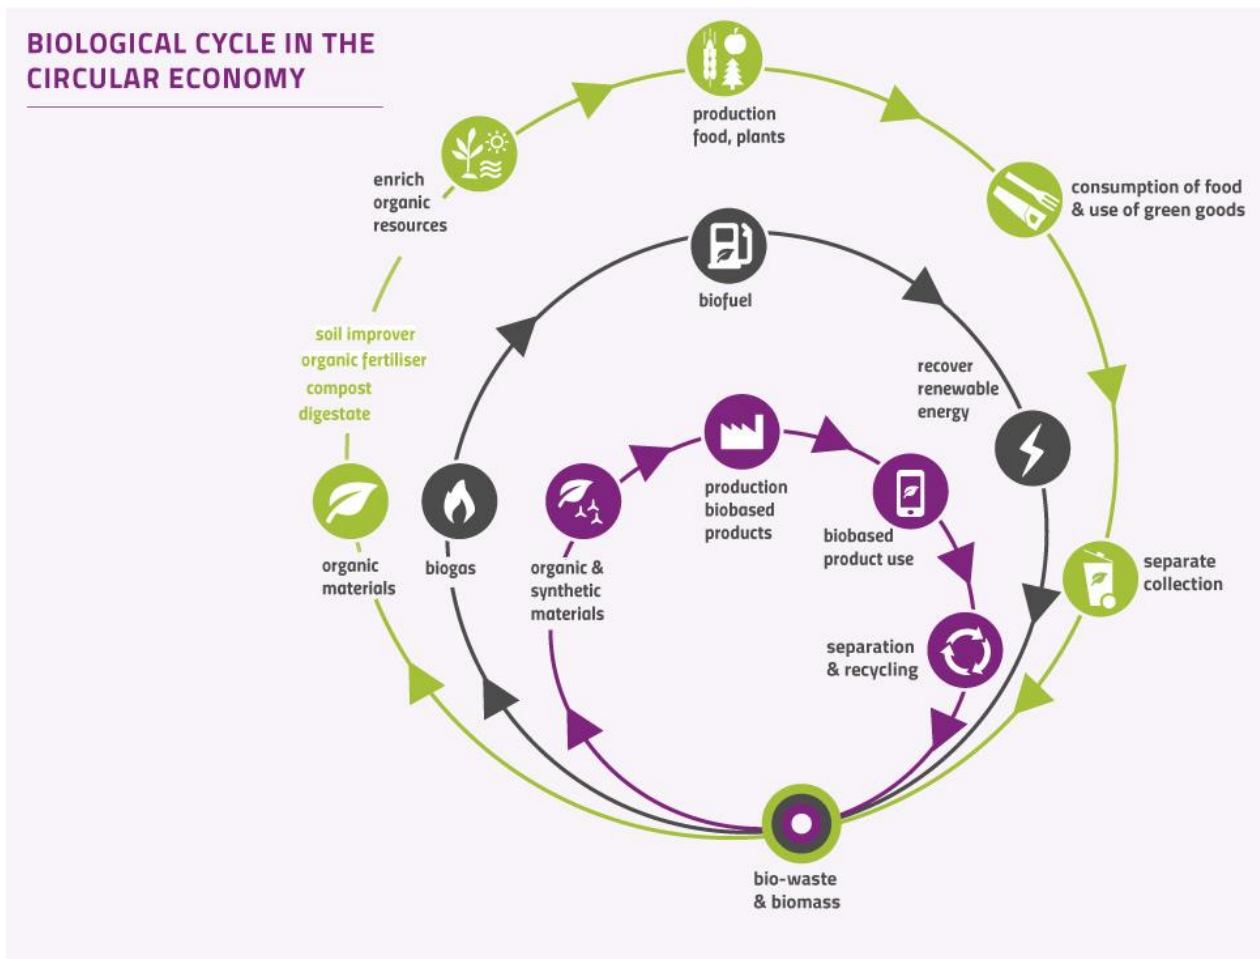 BIOLOGICAL CYCLE IN THE
CIRCULAR ECONOMY
production
food, plants
enrich
organic
resources
consumption of food
& use of green goods
biofuel
soil improver
organic fertiliser
compost
digestate
recover
renewable
energy
production
biobased
products
biobased
product use
organic
materials
biogas
organic &
synthetic
materials
separate
collection
separation
& recycling
bio-waste
& biomass